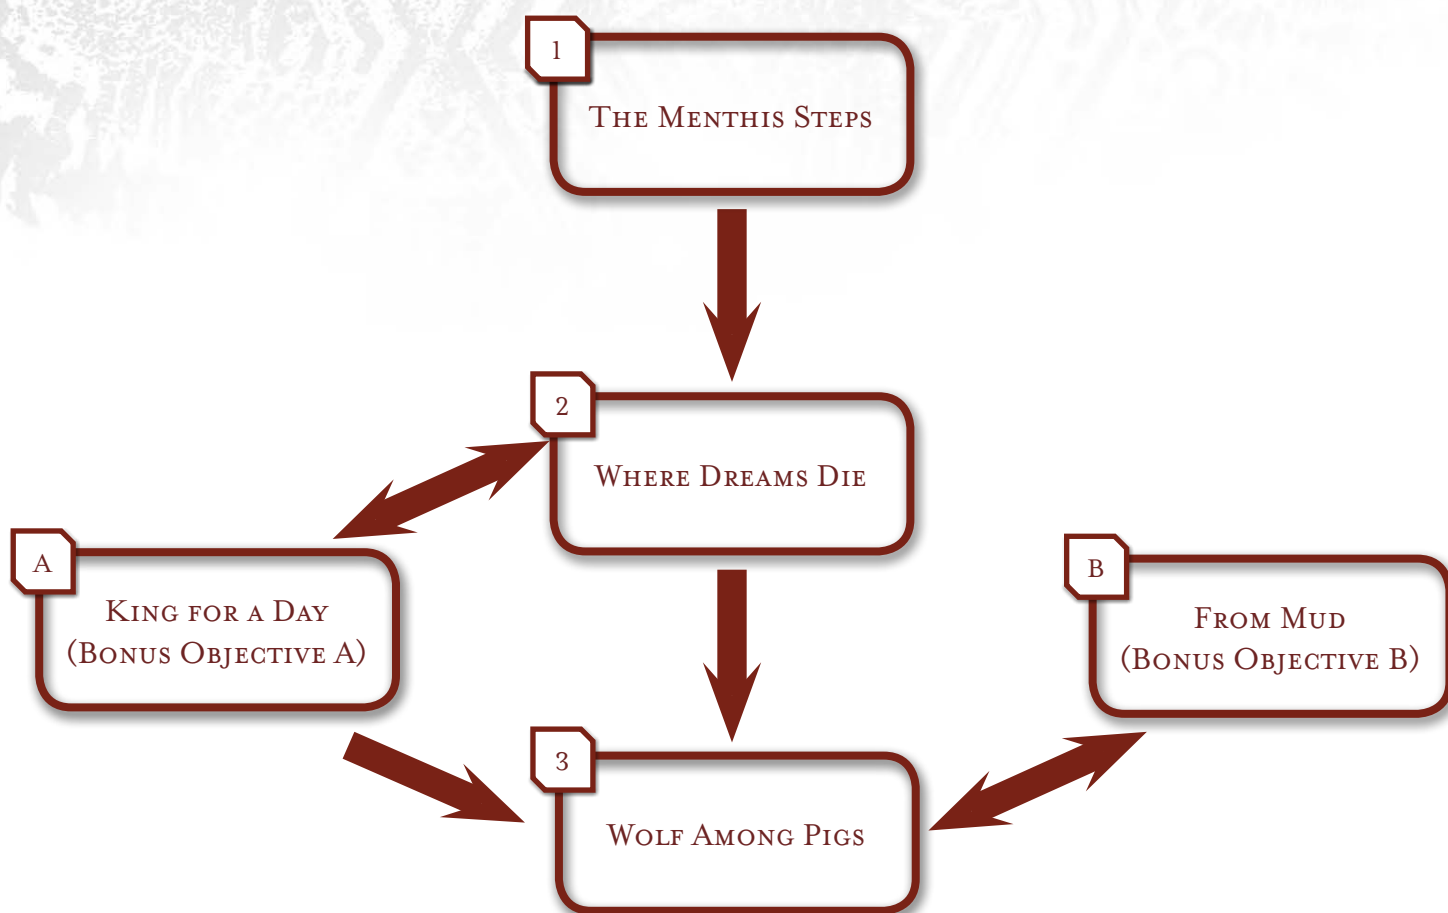 1
The Menthis Steps
2
Where Dreams Die
A
King for a Day
(Bonus Objective A)
B
From Mud
(Bonus Objective B)
3
Wolf Among Pigs